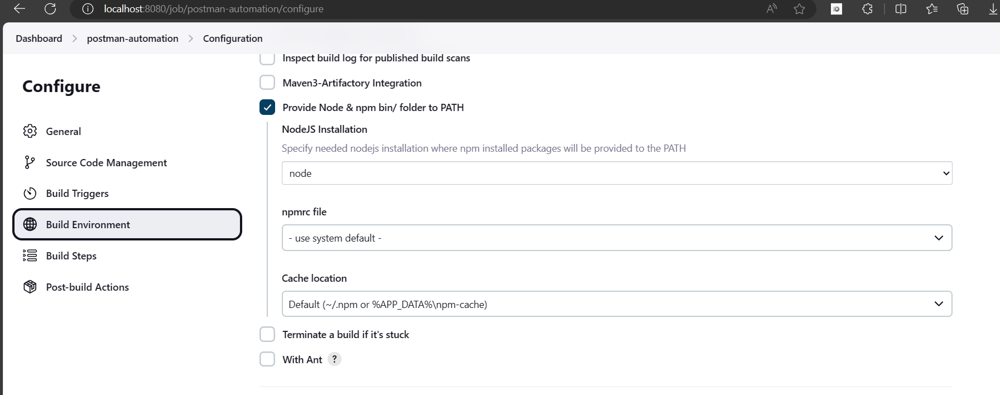 localhost:8080/job/postman-automation/configure
Dashboard > postman-automation > Configuration
Configure
General
Source Code Management
Build Triggers
Build Environment
Build Steps
Post-build Actions
Inspect build log for published build scans
Maven3-Artifactory Integration
Provide Node & npm bin/ folder to PATH
NodeJS Installation
Specify needed nodejs installation where npm installed packages will be provided to the PATH
node
npmrc file
- use system default -
Cache location
Default (~/.npm or %APP_DATA%\npm-cache)
Terminate a build if it's stuck
With Ant ?